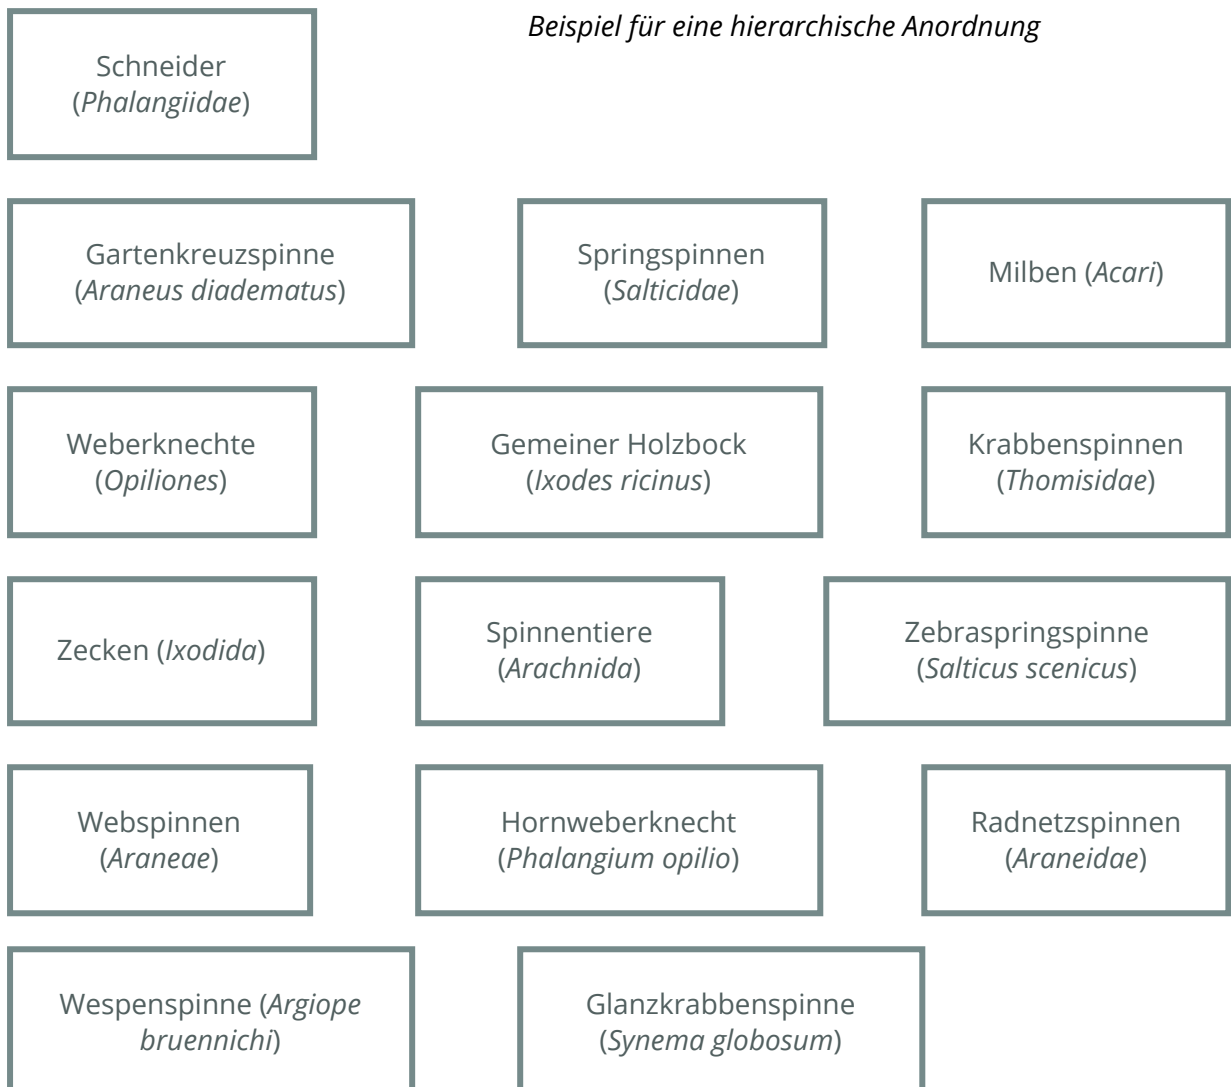 Beispiel für eine hierarchische Anordnung
Schneider
(Phalangiidae)
Gartenkreuzspinne
(Araneus diadematus)
Springspinnen
(Salticidae)
Milben (Acari)
Weberknechte
(Opiliones)
Gemeiner Holzbock
(Ixodes ricinus)
Krabbenspinnen
(Thomisidae)
Zecken (Ixodida)
Spinnentiere
(Arachnida)
Zebraspringspinne
(Salticus scenicus)
Webspinnen
(Araneae)
Hornweberknecht
(Phalangium opilio)
Radnetzspinnen
(Araneidae)
Wespenspinne (Argiope
bruennichi)
Glanzkrabbenspinne
(Synema globosum)